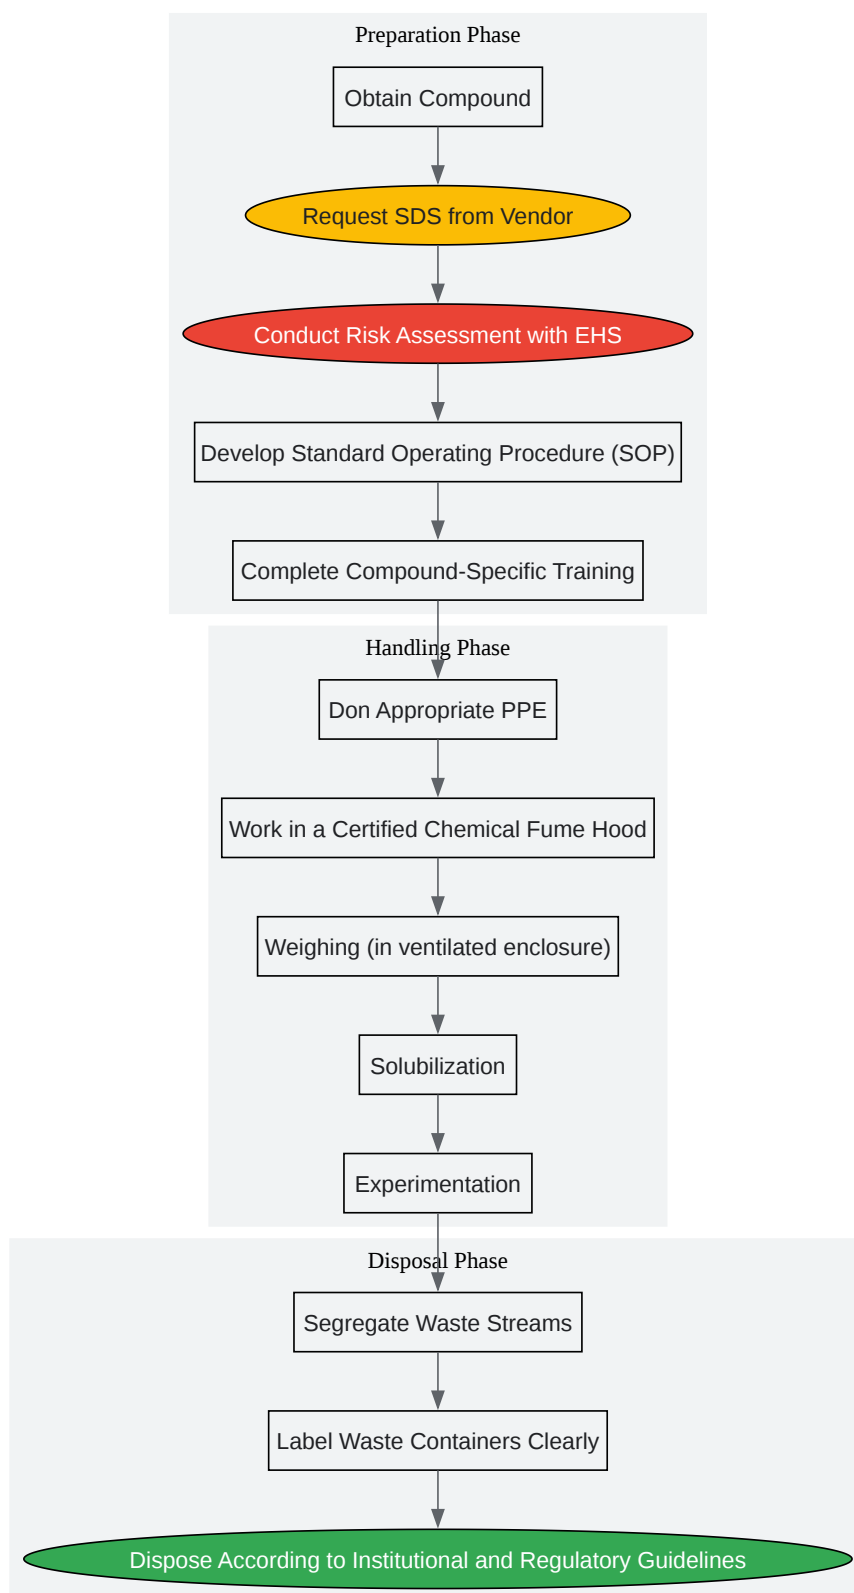 Preparation Phase
Obtain Compound
Request SDS from Vendor
Conduct Risk Assessment with EHS
Develop Standard Operating Procedure (SOP)
Complete Compound-Specific Training
Handling Phase
Don Appropriate PPE
Work in a Certified Chemical Fume Hood
Weighing (in ventilated enclosure)
Solubilization
Experimentation
Disposal Phase
Segregate Waste Streams
Label Waste Containers Clearly
Dispose According to Institutional and Regulatory Guidelines